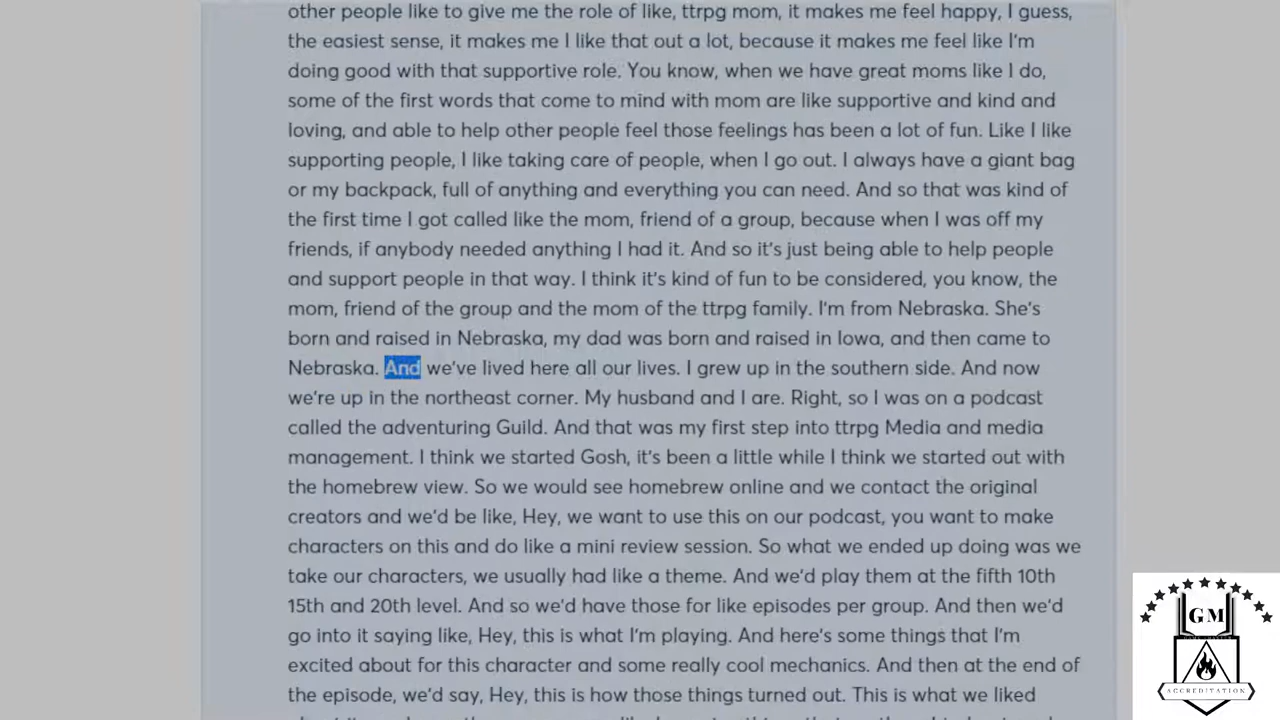 other people like to give me the role of like, ttrpg mom, it makes me feel happy, I guess,
the easiest sense, it makes me I like that out a lot, because it makes me feel like I'm
doing good with that supportive role. You know, when we have great moms like I do,
some of the first words that come to mind with mom are like supportive and kind and
loving, and able to help other people feel those feelings has been a lot of fun. Like I like
supporting people, I like taking care of people, when I go out. I always have a giant bag
or my backpack, full of anything and everything you can need. And so that was kind of
the first time I got called like the mom, friend of a group, because when I was off my
friends, if anybody needed anything I had it. And so it's just being able to help people
and support people in that way. I think it's kind of fun to be considered, you know, the
mom, friend of the group and the mom of the ttrpg family. I'm from Nebraska. She's
born and raised in Nebraska, my dad was born and raised in Iowa, and then came to
Nebraska. And we've lived here all our lives. I grew up in the southern side. And now
we're up in the northeast corner. My husband and I are. Right, so I was on a podcast
called the adventuring Guild. And that was my first step into ttrpg Media and media
management. I think we started Gosh, it's been a little while I think we started out with
the homebrew view. So we would see homebrew online and we contact the original
creators and we'd be like, Hey, we want to use this on our podcast, you want to make
characters on this and do like a mini review session. So what we ended up doing was we
take our characters, we usually had like a theme. And we'd play them at the fifth 10th
15th and 20th level. And so we'd have those for like episodes per group. And then we'd
go into it saying like, Hey, this is what I'm playing. And here's some things that I'm
excited about for this character and some really cool mechanics. And then at the end of
the episode, we'd say, Hey, this is how those things turned out. This is what we liked
GM
ACCREDITATION